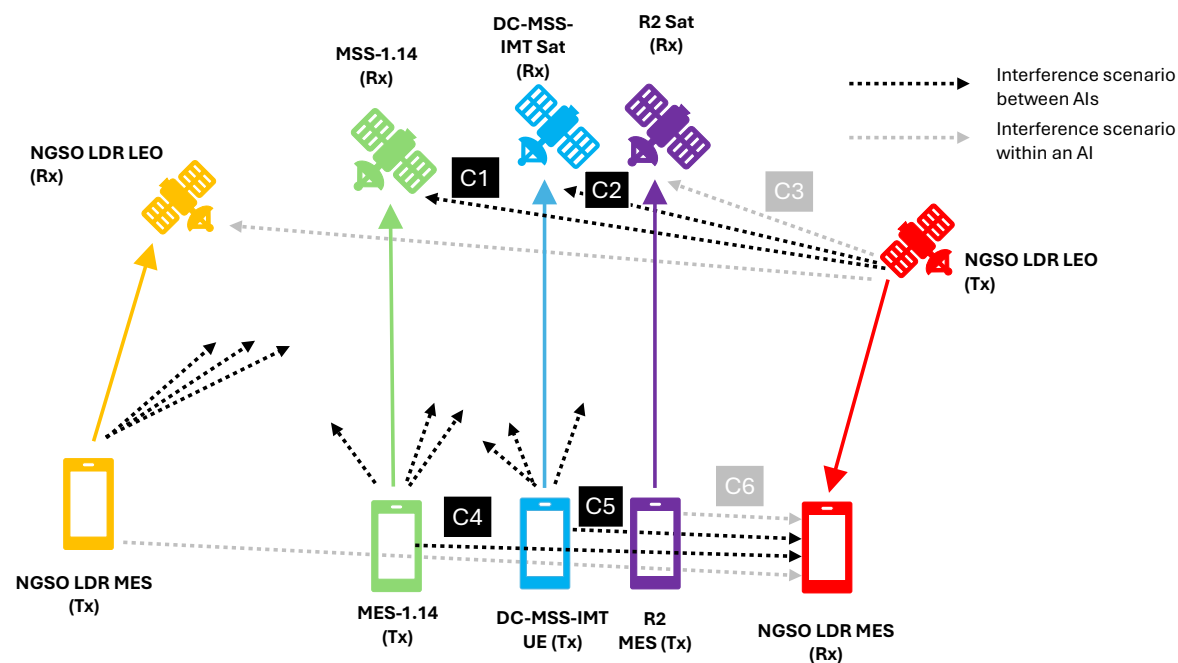 DC-MSS-
IMT Sat
(Rx)
R2 Sat
(Rx)
MSS-1.14
(Rx)
Interference scenario
between AIs
Interference scenario
within an AI
NGSO LDR LEO
(Rx)
C1
C2
C3
NGSO LDR LEO
(Tx)
C4
C5
C6
NGSO LDR MES
(Tx)
MES-1.14
(Tx)
DC-MSS-IMT
UE (Tx)
R2
MES (Tx)
NGSO LDR MES
(Rx)